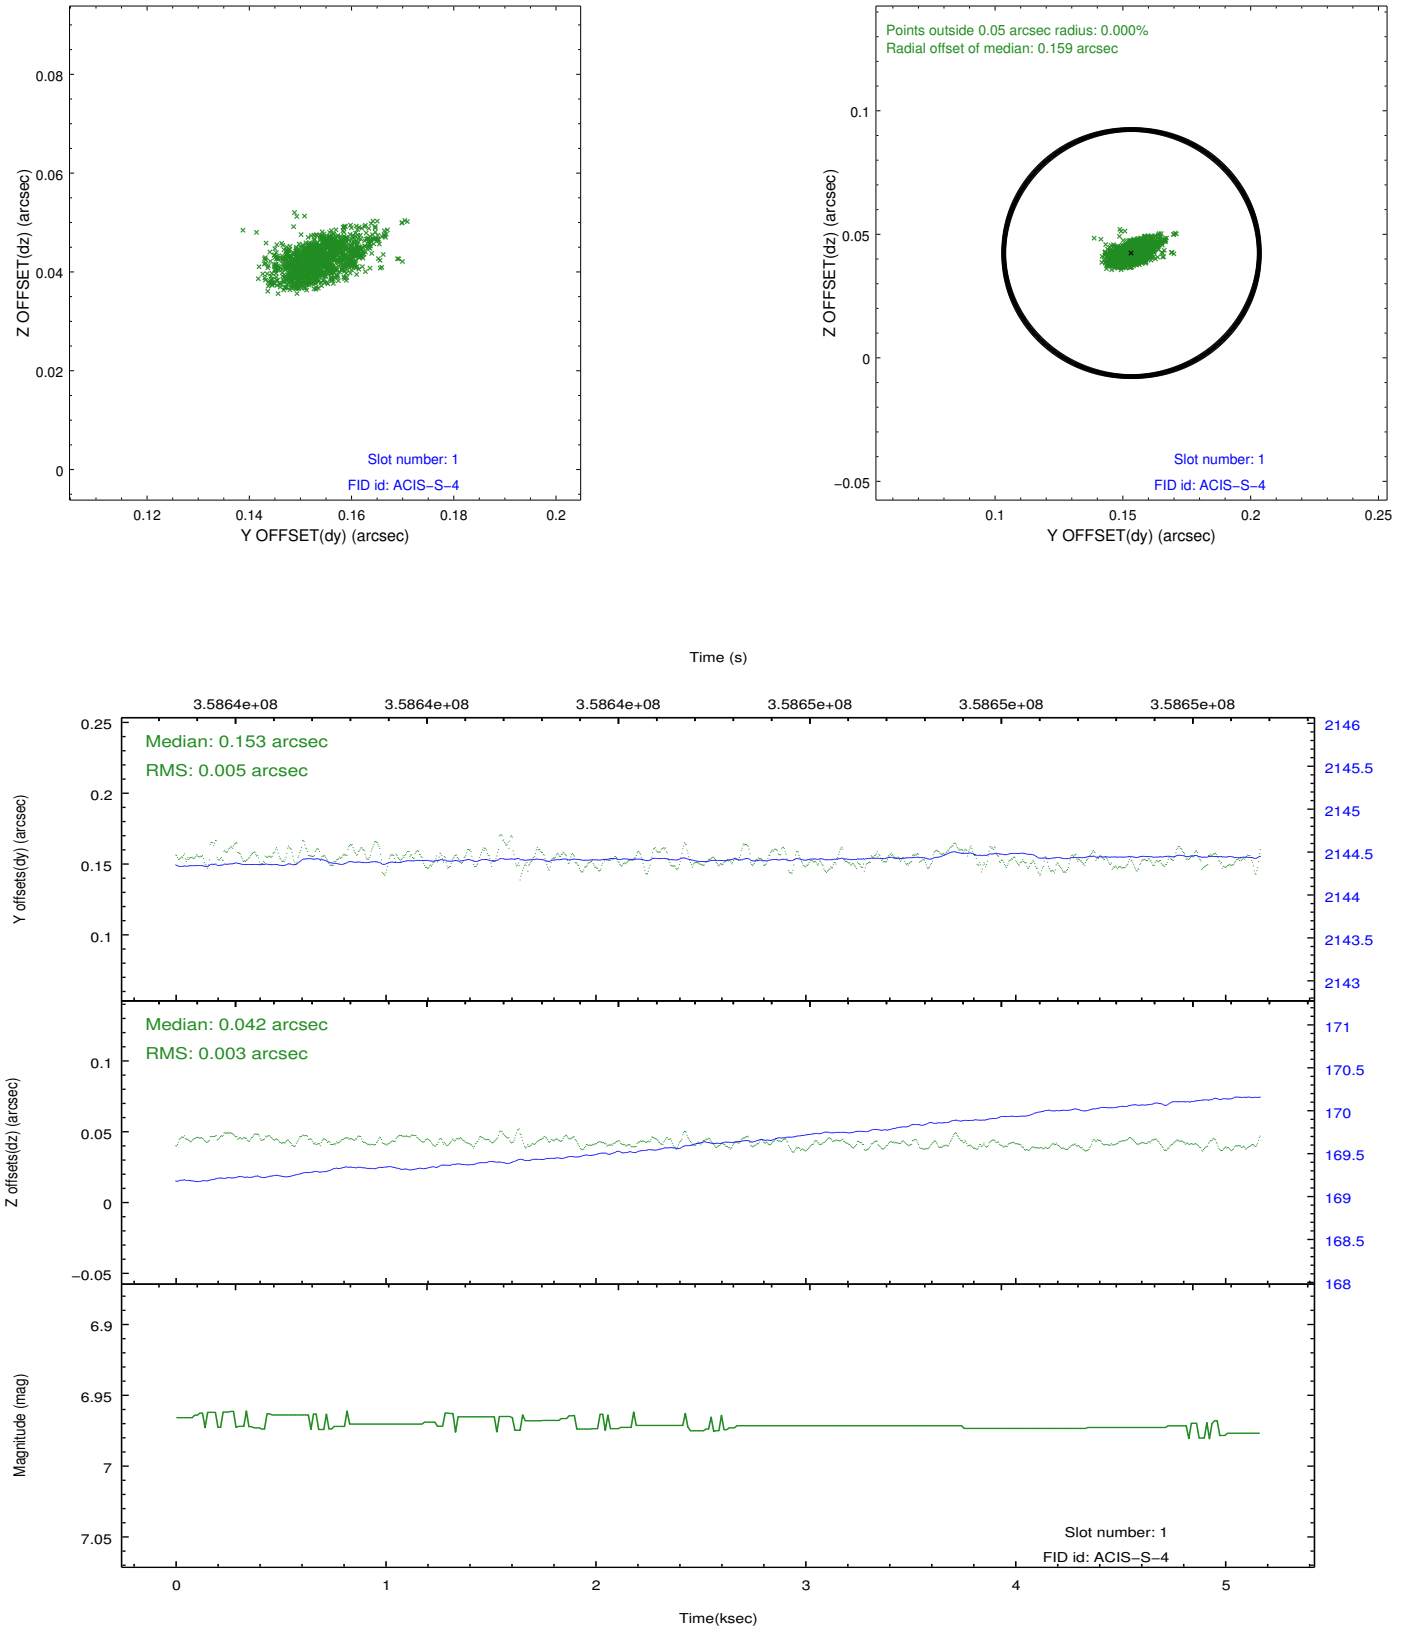 0.08
0.06
0.04
0.02
0
0.12
0.14
0.16
0.18
0.2
Z OFFSET(dz) (arcsec)
Y OFFSET(dy) (arcsec)
Slot number: 1
FID id: ACIS−S−4
Points outside 0.05 arcsec radius: 0.000%
Radial offset of median: 0.159 arcsec
0.1
0.05
0
−0.05
0.1
0.15
0.2
0.25
Z OFFSET(dz) (arcsec)
Y OFFSET(dy) (arcsec)
Slot number: 1
FID id: ACIS−S−4
Time (s)
3.5864e+08
3.5864e+08
3.5864e+08
3.5865e+08
3.5865e+08
3.5865e+08
Median: 0.153 arcsec
RMS: 0.005 arcsec
0.25
0.2
0.15
0.1
Y offsets(dy) (arcsec)
2146
2145.5
2145
2144.5
2144
2143.5
2143
Median: 0.042 arcsec
RMS: 0.003 arcsec
0.1
0.05
0
−0.05
Z offsets(dz) (arcsec)
171
170.5
170
169.5
169
168.5
168
6.9
6.95
7
7.05
Magnitude (mag)
Slot number: 1
FID id: ACIS−S−4
0
1
2
3
4
5
Time(ksec)